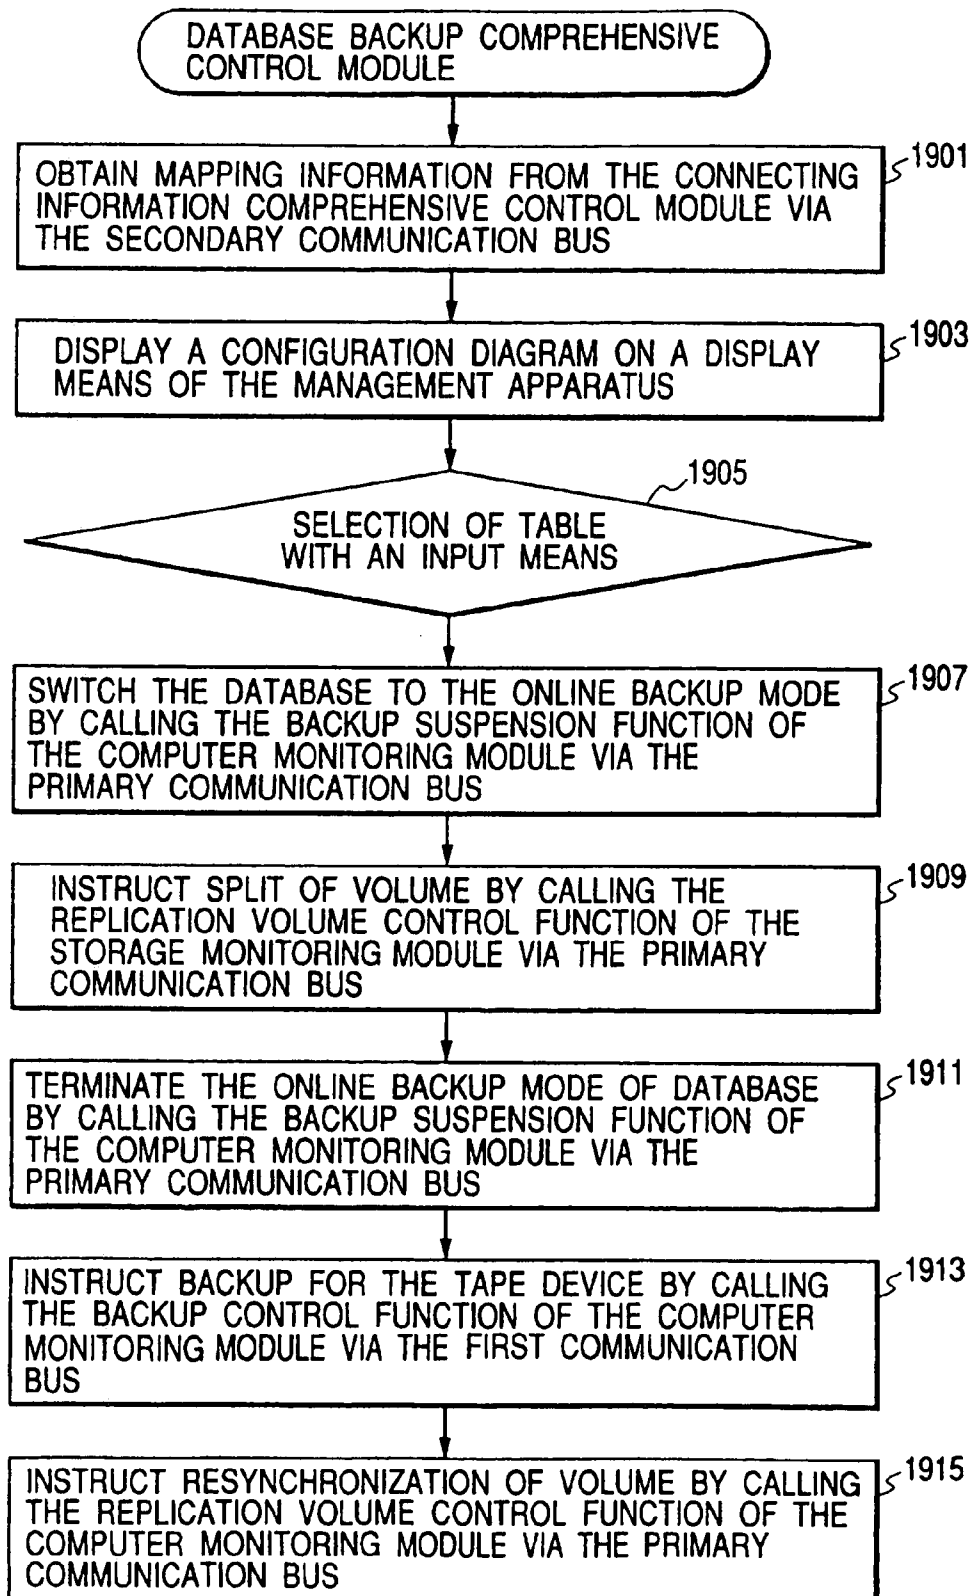 DATABASE BACKUP COMPREHENSIVE
CONTROL MODULE
1901
OBTAIN MAPPING INFORMATION FROM THE CONNECTING
INFORMATION COMPREHENSIVE CONTROL MODULE VIA
THE SECONDARY COMMUNICATION BUS
1903
DISPLAY A CONFIGURATION DIAGRAM ON A DISPLAY
MEANS OF THE MANAGEMENT APPARATUS
1905
SELECTION OF TABLE
WITH AN INPUT MEANS
1907
SWITCH THE DATABASE TO THE ONLINE BACKUP MODE
BY CALLING THE BACKUP SUSPENSION FUNCTION OF
THE COMPUTER MONITORING MODULE VIA THE
PRIMARY COMMUNICATION BUS
1909
INSTRUCT SPLIT OF VOLUME BY CALLING THE
REPLICATION VOLUME CONTROL FUNCTION OF THE
STORAGE MONITORING MODULE VIA THE PRIMARY
COMMUNICATION BUS
1911
TERMINATE THE ONLINE BACKUP MODE OF DATABASE
BY CALLING THE BACKUP SUSPENSION FUNCTION OF
THE COMPUTER MONITORING MODULE VIA THE
PRIMARY COMMUNICATION BUS
1913
INSTRUCT BACKUP FOR THE TAPE DEVICE BY CALLING
THE BACKUP CONTROL FUNCTION OF THE COMPUTER
MONITORING MODULE VIA THE FIRST COMMUNICATION
BUS
1915
INSTRUCT RESYNCHRONIZATION OF VOLUME BY CALLING
THE REPLICATION VOLUME CONTROL FUNCTION OF THE
COMPUTER MONITORING MODULE VIA THE PRIMARY
COMMUNICATION BUS